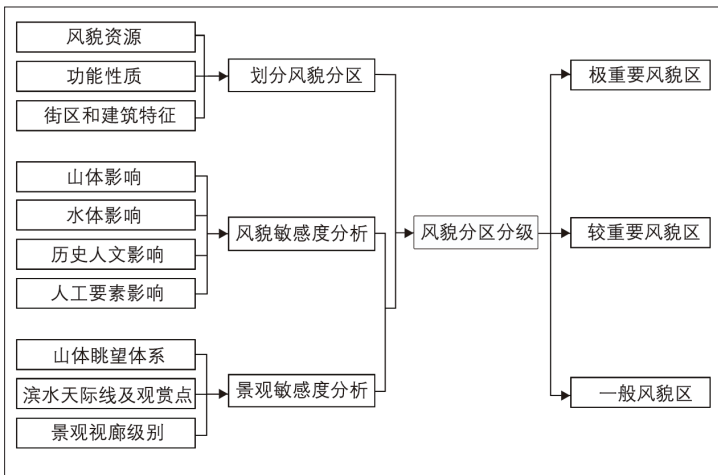 风貌资源
功能性质
街区和建筑特征
山体影响
水体影响
历史人文影响
人工要素影响
山体眺望体系
滨水天际线及观赏点
景观视廊级别
划分风貌分区
风貌敏感度分析
景观敏感度分析
风貌分区分级
极重要风貌区
较重要风貌区
一般风貌区